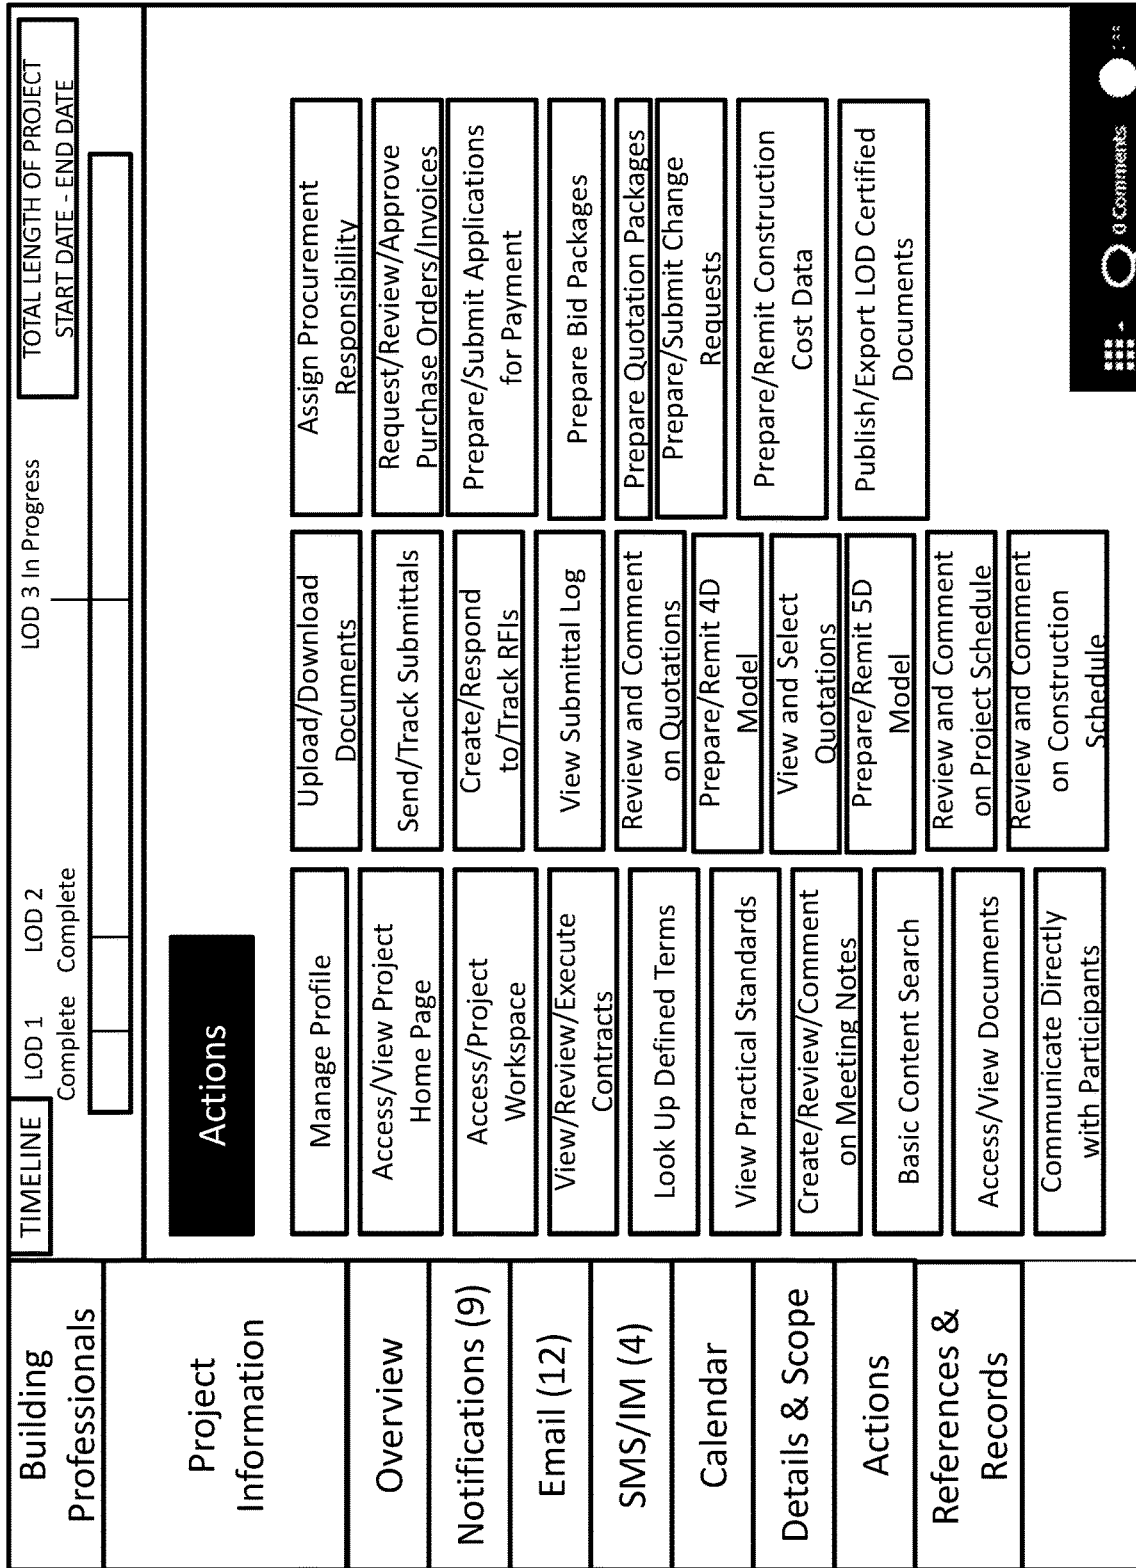 Building
Professionals
Project
Information
Overview
Notifications (9)
Email (12)
SMS/IM (4)
Calendar
Details & Scope
Actions
References &
Records
TIMELINE
LOD 1
Complete
LOD 2
Complete
LOD 3 In Progress
TOTAL LENGTH OF PROJECT
START DATE - END DATE
Actions
Manage Profile
Access/View Project
Home Page
Access/Project
Workspace
View/Review/Execute
Contracts
Look Up Defined Terms
View Practical Standards
Create/Review/Comment
on Meeting Notes
Basic Content Search
Access/View Documents
Communicate Directly
with Participants
Upload/Download
Documents
Send/Track Submittals
Create/Respond
to/Track RFIs
View Submittal Log
Review and Comment
on Quotations
Prepare/Remit 4D
Model
View and Select
Quotations
Prepare/Remit 5D
Model
Review and Comment
on Project Schedule
Review and Comment
on Construction
Schedule
Assign Procurement
Responsibility
Request/Review/Approve
Purchase Orders/Invoices
Prepare/Submit Applications
for Payment
Prepare Bid Packages
Prepare Quotation Packages
Prepare/Submit Change
Requests
Prepare/Remit Construction
Cost Data
Publish/Export LOD Certified
Documents
0 Comments